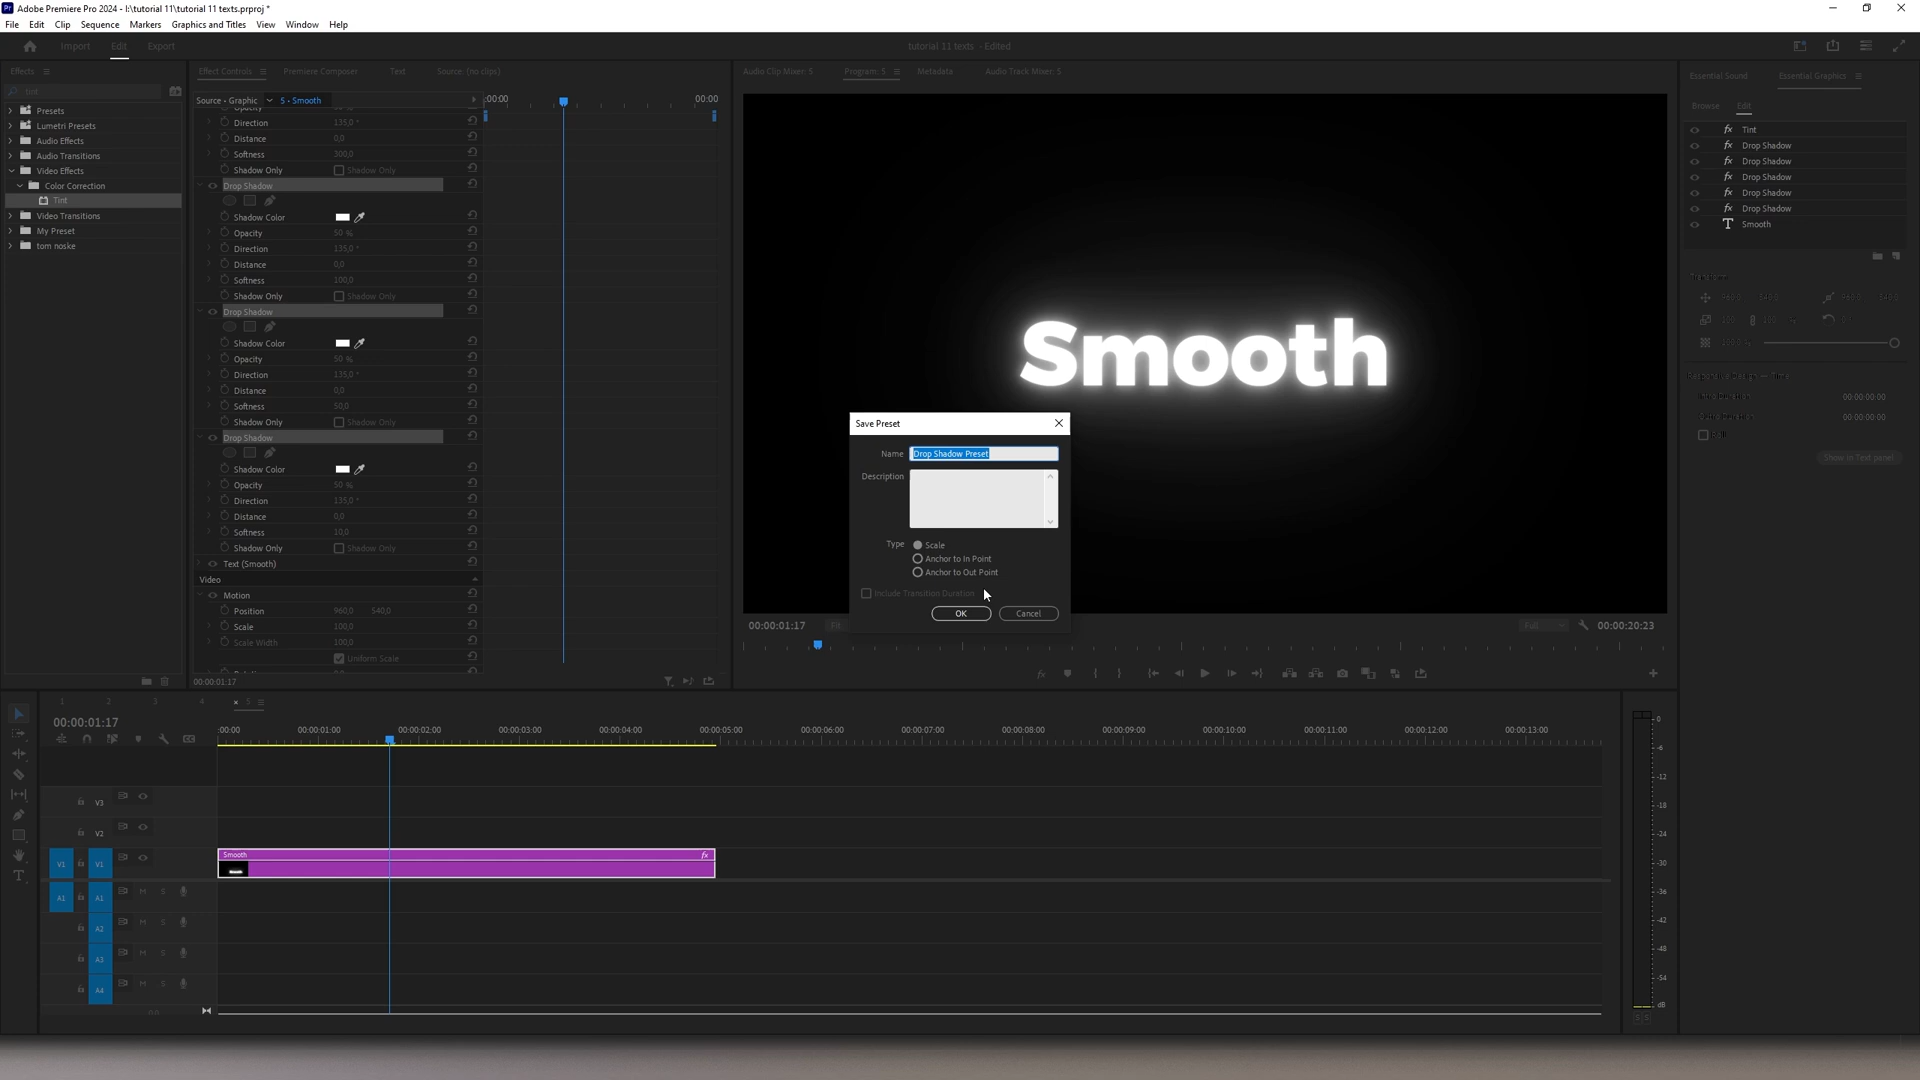 Adobe Premiere Pro 2024 - I:\tutorial 11\tutorial 11 texts.prproj *
File Edit Clip Sequence Markers Graphics and Titles View Window Help
Import Edit Export
tutorial 11 texts - Edited
Effects
tint
Presets
Lumetri Presets
Audio Effects
Audio Transitions
Video Effects
Color Correction
Tint
Video Transitions
My Preset
tom noske
Effect Controls Premiere Composer Text Source: (no clips)
Source • Graphic 5 • Smooth :00:00 00:00
Direction 135,0 °
Distance 0,0
Softness 300,0
Shadow Only Shadow Only
Drop Shadow
Shadow Color
Opacity 50 %
Direction 135,0 °
Distance 0,0
Softness 100,0
Shadow Only Shadow Only
Drop Shadow
Shadow Color
Opacity 50 %
Direction 135,0 °
Distance 0,0
Softness 50,0
Shadow Only Shadow Only
Drop Shadow
Shadow Color
Opacity 50 %
Direction 135,0 °
Distance 0,0
Softness 10,0
Shadow Only Shadow Only
Text (Smooth)
Video
Motion
Position 960,0 540,0
Scale 100,0
Scale Width 100,0
Uniform Scale
00:00:01:17
Audio Clip Mixer: 5 Program: 5 Metadata Audio Track Mixer: 5
Smooth
00:00:01:17 Fit Full 00:00:20:23
Save Preset
Name Drop Shadow Preset
Description
Type Scale
Anchor to In Point
Anchor to Out Point
Include Transition Duration
OK Cancel
Essential Sound Essential Graphics
Browse Edit
fx Tint
fx Drop Shadow
fx Drop Shadow
fx Drop Shadow
fx Drop Shadow
fx Drop Shadow
T Smooth
Show in Text panel
00:00:00:00
00:00:00:00
1 2 3 4 5
00:00:01:17
:00:00 00:00:01:00 00:00:02:00 00:00:03:00 00:00:04:00 00:00:05:00 00:00:06:00 00:00:07:00 00:00:08:00 00:00:09:00 00:00:10:00 00:00:11:00 00:00:12:00 00:00:13:00
V3
V2
V1 V1
Smooth fx
A1 A1 M S
A2 M S
A3 M S
A4 M S
0
-6
-12
-18
-24
-30
-36
-42
-48
-54
dB
S S